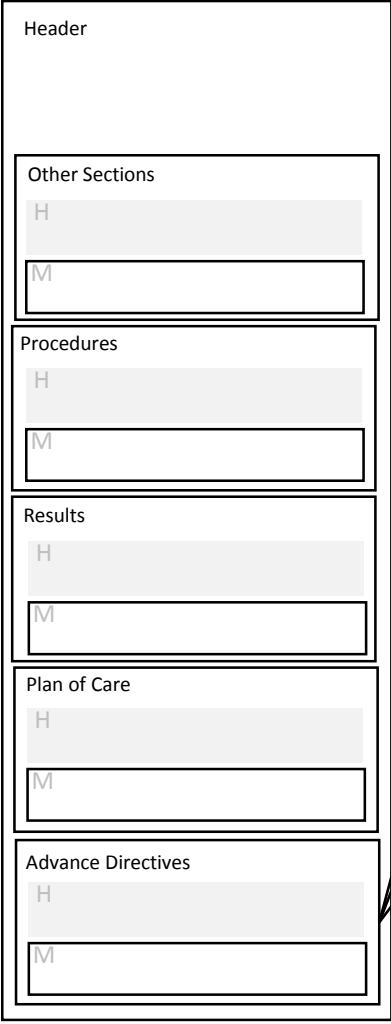 Header
Other Sections
H
M
Procedures
H
M
Results
H
M
Plan of Care
H
M
Advance Directives
H
M